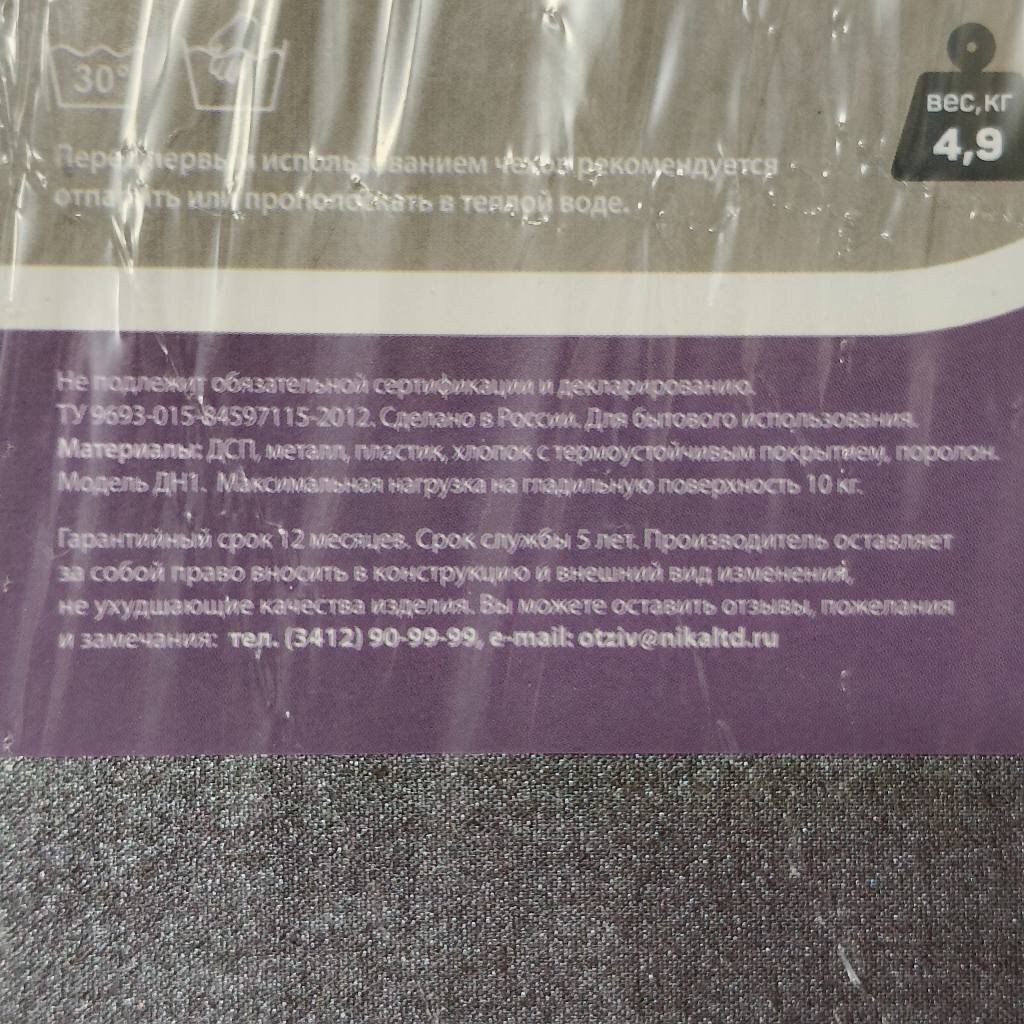 30°
вес, кг
4,9
Перед первым использованием чехол рекомендуется
отпарить или прополоскать в теплой воде.
Не подлежит обязательной сертификации и декларированию.
ТУ 9693-015-84597115-2012. Сделано в России. Для бытового использования.
Материалы: ДСП, металл, пластик, хлопок с термоустойчивым покрытием, поролон.
Модель ДН1. Максимальная нагрузка на гладильную поверхность 10 кг.
Гарантийный срок 12 месяцев. Срок службы 5 лет. Производитель оставляет
за собой право вносить в конструкцию и внешний вид изменения,
не ухудшающие качества изделия. Вы можете оставить отзывы, пожелания
и замечания: тел. (3412) 90-99-99, e-mail: otziv@nikaltd.ru